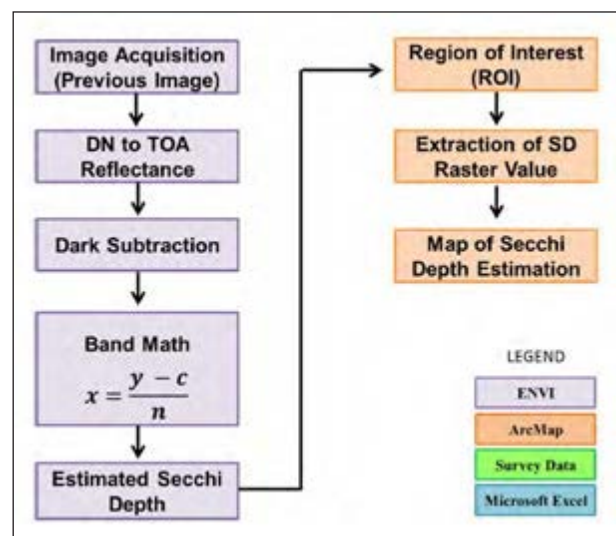 Image Acquisition
(Previous Image)
DN to TOA
Reflectance
Dark Subtraction
Band Math
x = y − c / n
Estimated Secchi
Depth
Region of Interest
(ROI)
Extraction of SD
Raster Value
Map of Secchi
Depth Estimation
LEGEND
ENVI
ArcMap
Survey Data
Microsoft Excel